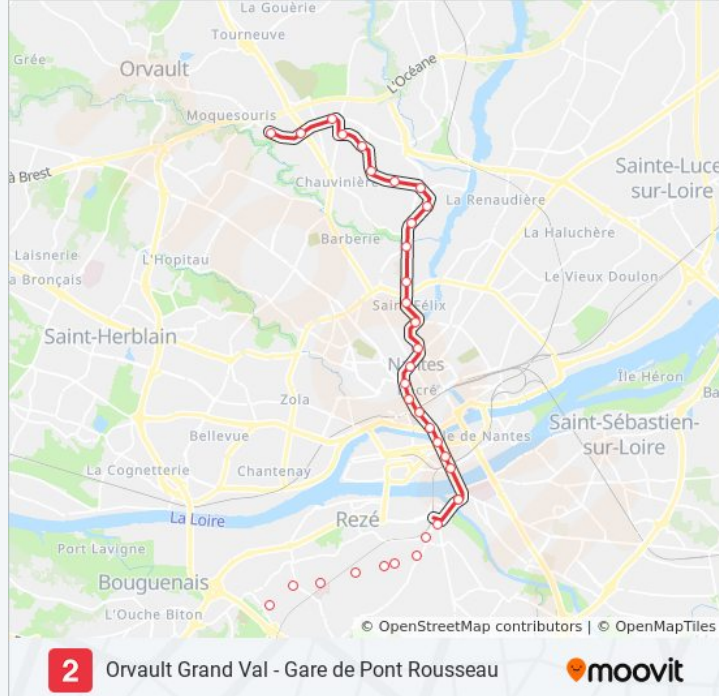 La Gouérie
Tourneuve
Grée
Orvault
L'Océane
Moquesouris
à Brest
Chauvinière
Sainte-Luce-
sur-Loire
La Renaudière
Barberie
La Haluchère
Laisnerie
a Bronçais
L'Hopitau
Le Vieux Doulon
Saint-Félix
Saint-Herblain
Nantes
Île Héron
Zola
Saint-Sébastien-
sur-Loire
Bellevue
La Cognetterie
Chantenay
La Loire
Rezé
Port Lavigne
Bouguenais
L'Ouche Biton
© OpenStreetMap contributors | © OpenMapTiles
2 Orvault Grand Val - Gare de Pont Rousseau moovit